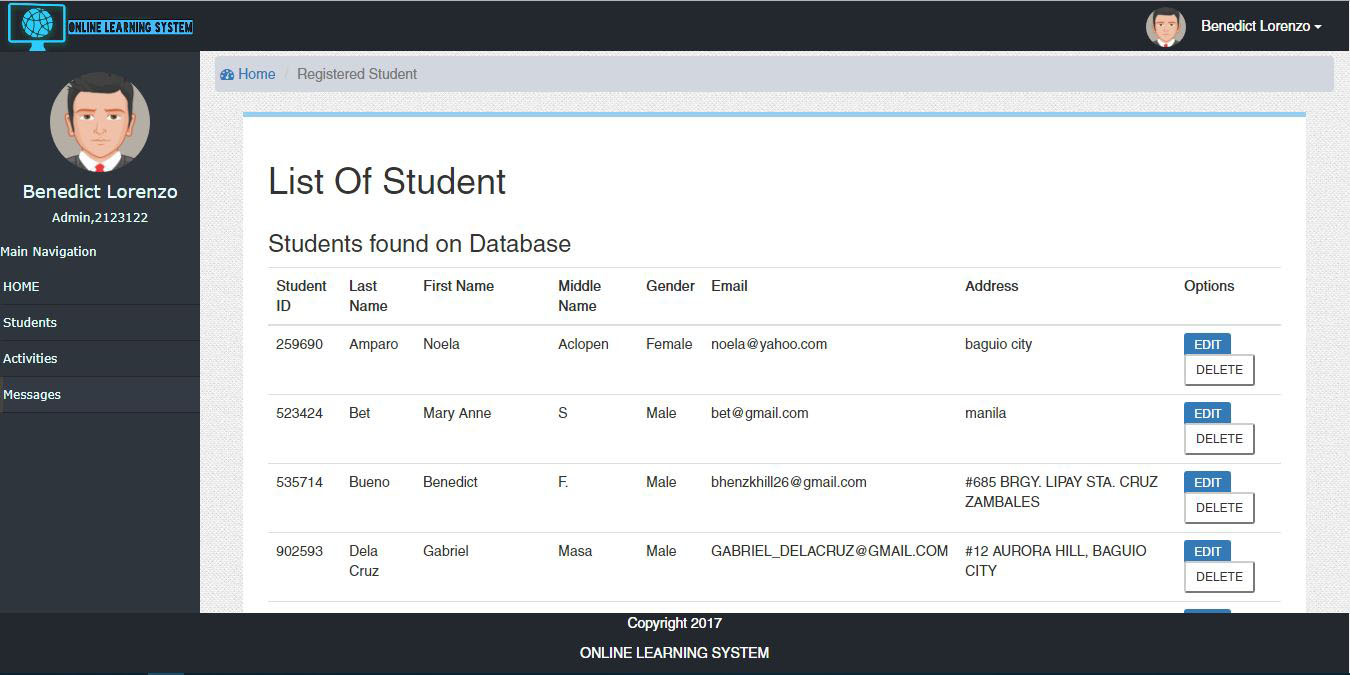 ONLINE LEARNING SYSTEM
Benedict Lorenzo
Benedict Lorenzo
Admin,2123122
Main Navigation
HOME
Students
Activities
Messages
Home / Registered Student
List Of Student
Students found on Database
Student ID Last Name First Name Middle Name Gender Email Address Options
259690 Amparo Noela Aclopen Female noela@yahoo.com baguio city EDIT
DELETE
523424 Bet Mary Anne S Male bet@gmail.com manila EDIT
DELETE
535714 Bueno Benedict F. Male bhenzkhill26@gmail.com #685 BRGY. LIPAY STA. CRUZ ZAMBALES EDIT
DELETE
902593 Dela Cruz Gabriel Masa Male GABRIEL_DELACRUZ@GMAIL.COM #12 AURORA HILL, BAGUIO CITY EDIT
DELETE
Copyright 2017
ONLINE LEARNING SYSTEM